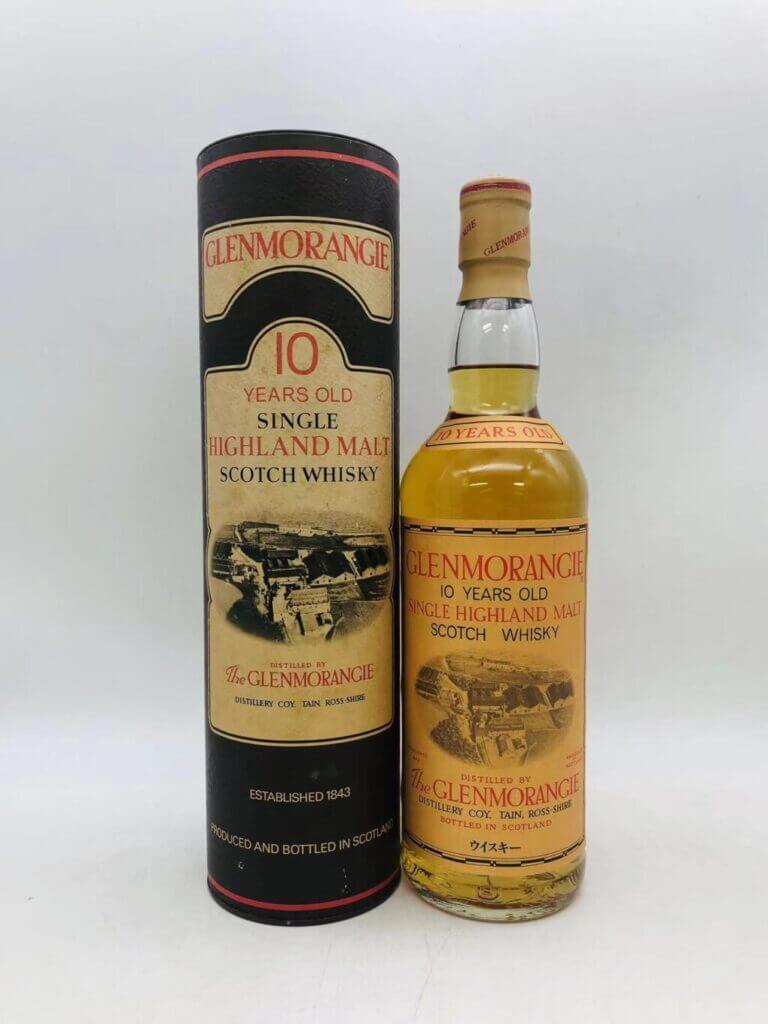 GLENMORANGIE
10
YEARS OLD
SINGLE
HIGHLAND MALT
SCOTCH WHISKY
DISTILLED BY
The GLENMORANGIE
DISTILLERY COY, TAIN, ROSS-SHIRE
ESTABLISHED 1843
PRODUCED AND BOTTLED IN SCOTLAND
GLENMORAN
10 YEARS OLD
GLENMORANGIE
10 YEARS OLD
SINGLE HIGHLAND MALT
SCOTCH WHISKY
DISTILLED BY
The GLENMORANGIE
DISTILLERY COY, TAIN, ROSS-SHIRE
BOTTLED IN SCOTLAND
ウイスキー